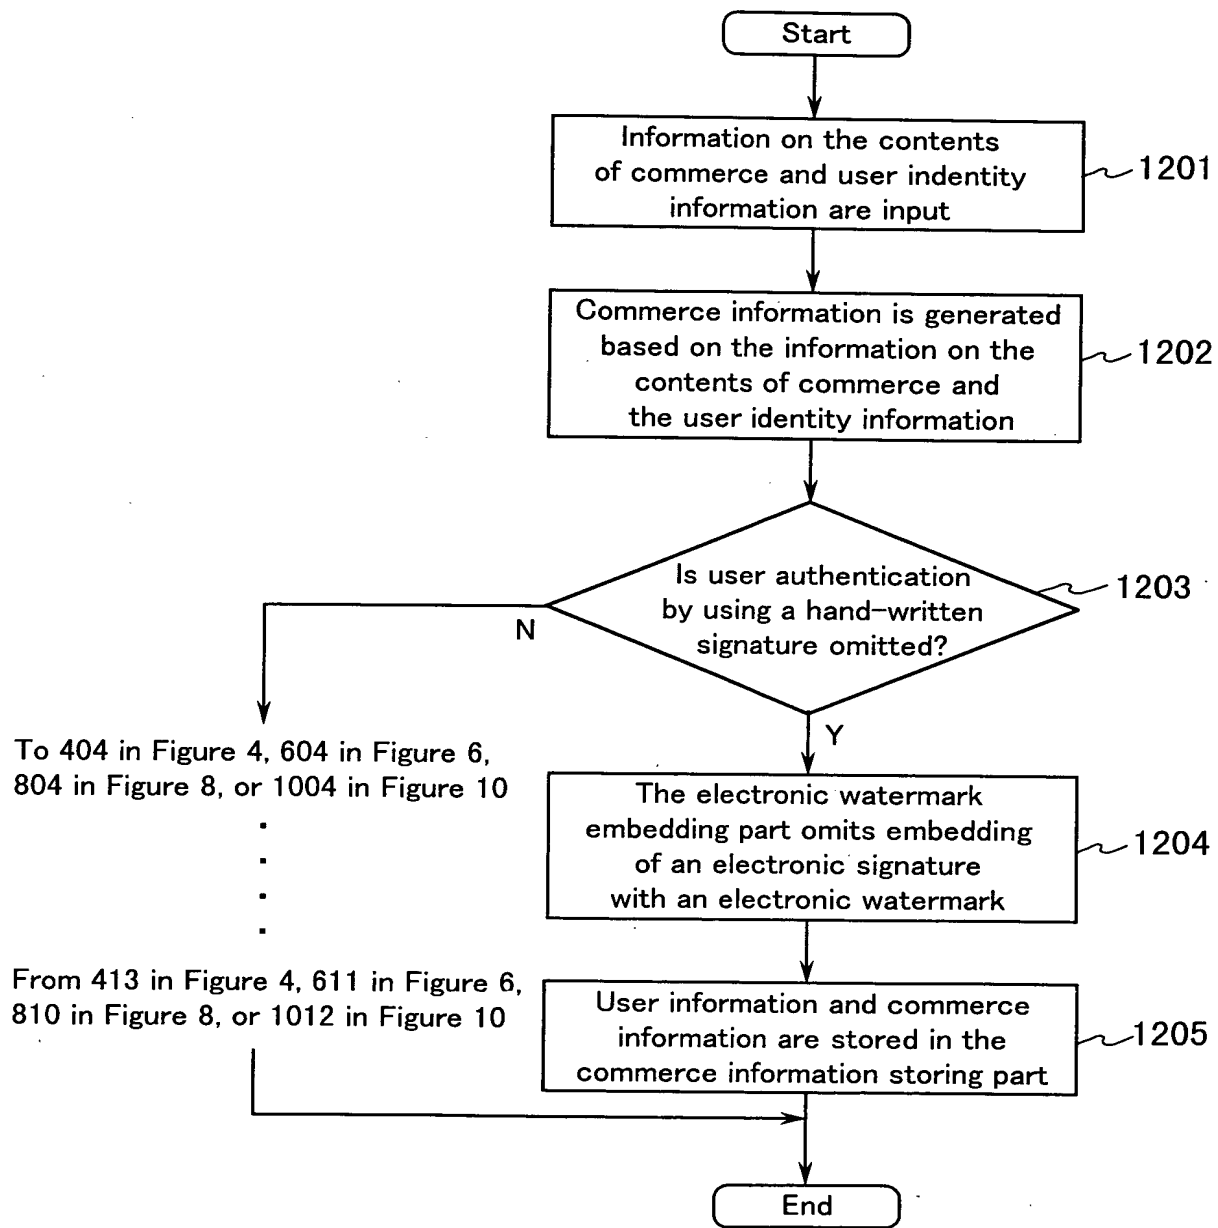 Start
Information on the contents
of commerce and user indentity
information are input
1201
Commerce information is generated
based on the information on the
contents of commerce and
the user identity information
1202
Is user authentication
by using a hand-written
signature omitted?
1203
N
Y
To 404 in Figure 4, 604 in Figure 6,
804 in Figure 8, or 1004 in Figure 10
The electronic watermark
embedding part omits embedding
of an electronic signature
with an electronic watermark
1204
From 413 in Figure 4, 611 in Figure 6,
810 in Figure 8, or 1012 in Figure 10
User information and commerce
information are stored in the
commerce information storing part
1205
End